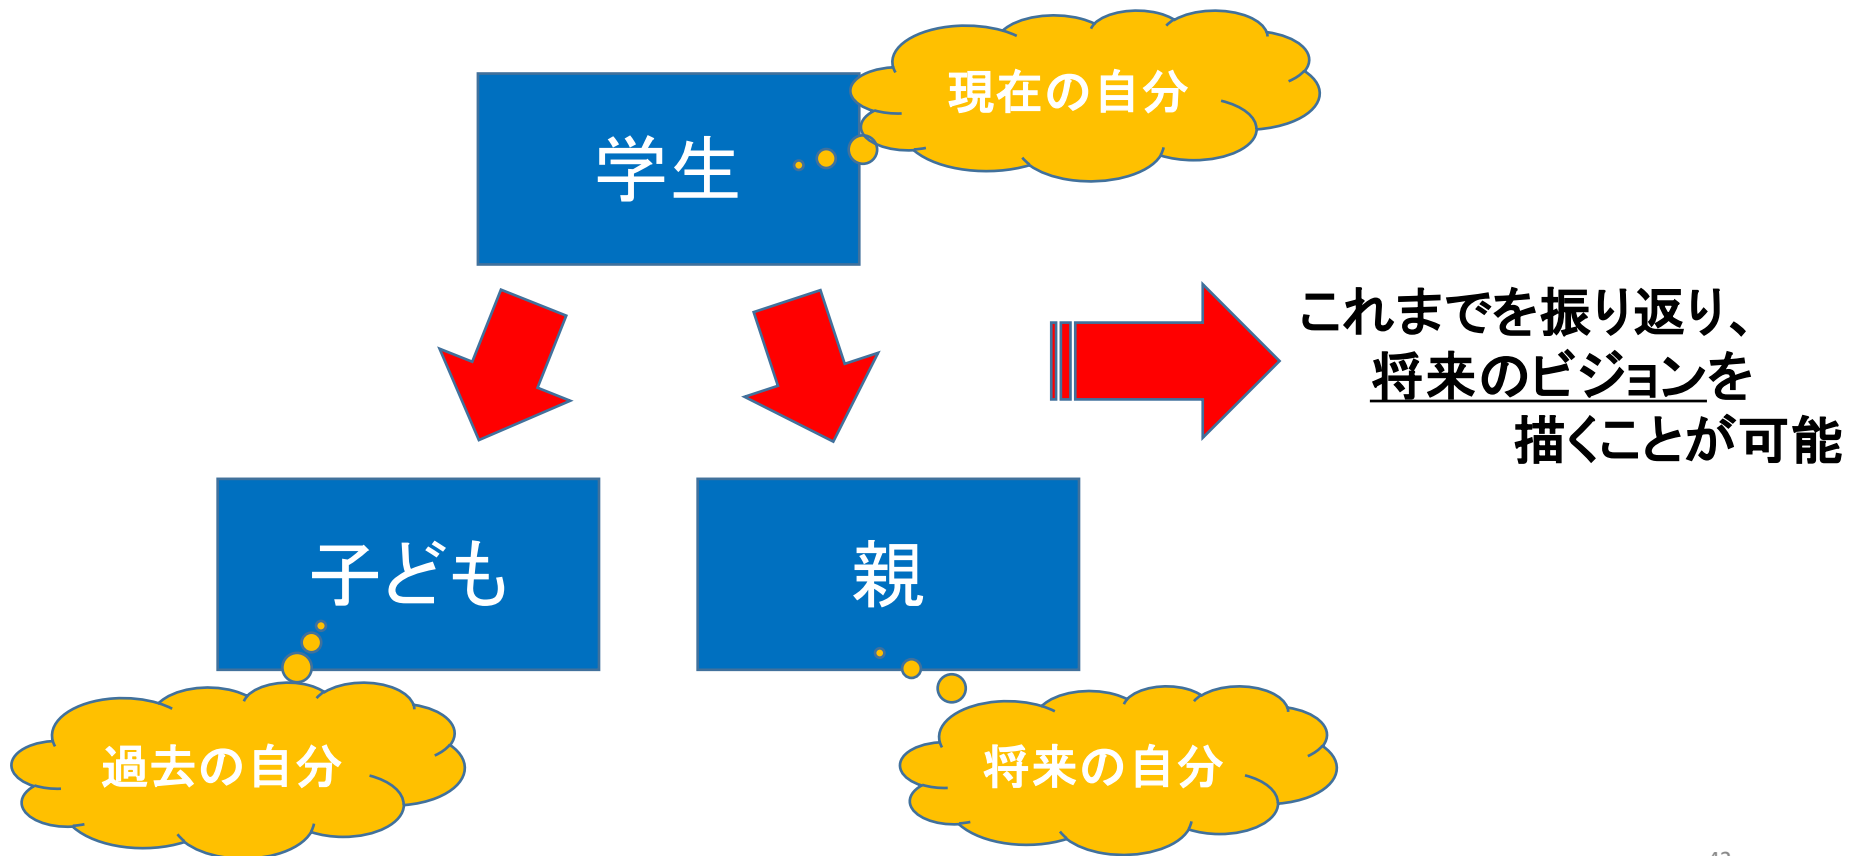 現在の自分
学生
これまでを振り返り、
将来のビジョンを
描くことが可能
子ども
親
過去の自分
将来の自分